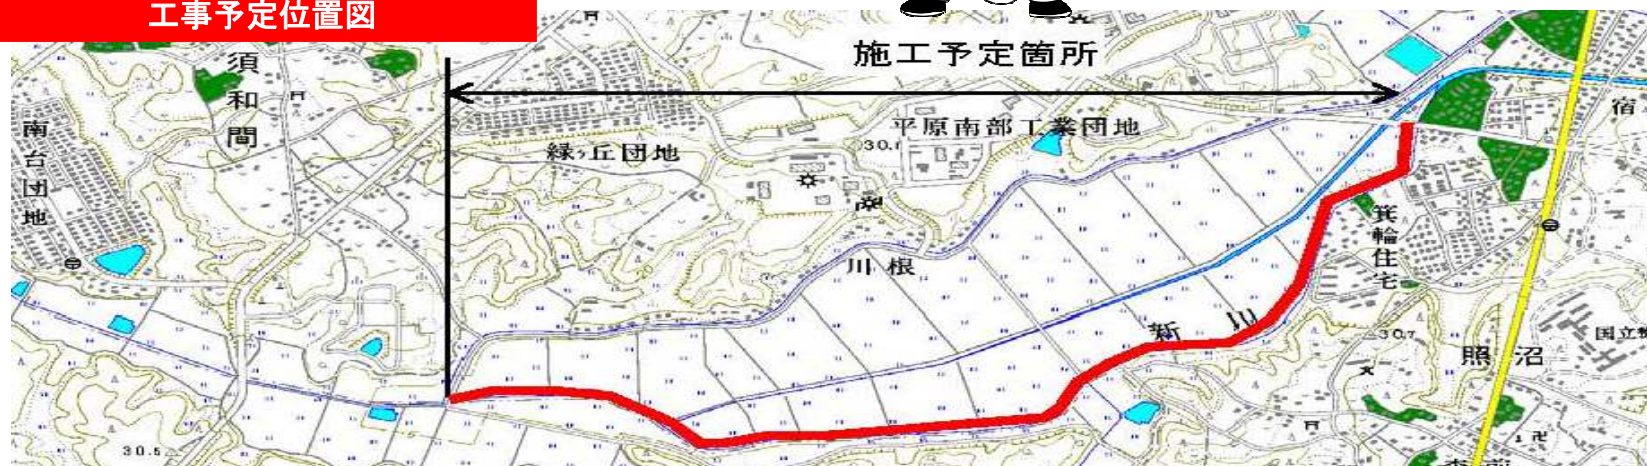 工事予定位置図
施工予定箇所
須和間
南台団地
緑ヶ丘団地
平原南部工業団地
30.1
宿
川根
箕輪住宅
新川
30.7
国立
照沼
30.5